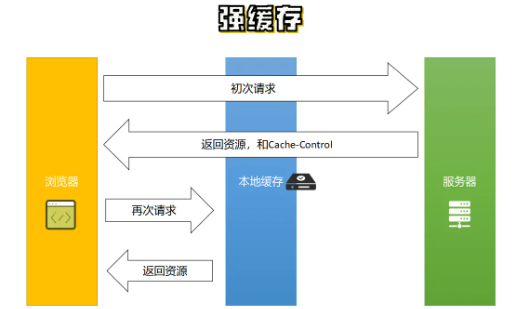 强缓存
初次请求
返回资源，和Cache-Control
浏览器
本地缓存
服务器
再次请求
返回资源